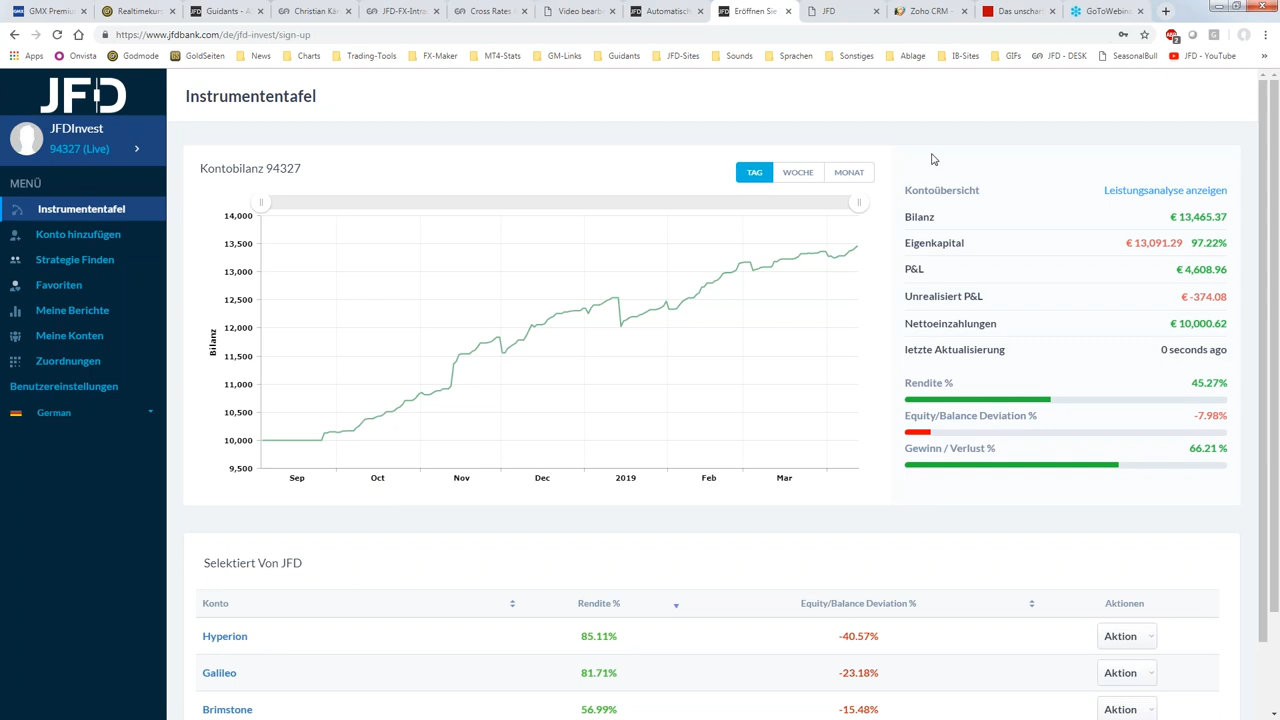 GMX Premium
Realtimekurs
Guidants - A
Christian Kä
JFD-FX-Intra
Cross Rates
Video bearb
Automatisch
Eröffnen Sie
JFD
Zoho CRM -
Das unschar
GoToWebin
https://www.jfdbank.com/de/jfd-invest/sign-up
Apps
Onvista
Godmode
GoldSeiten
News
Charts
Trading-Tools
FX-Maker
MT4-Stats
GM-Links
Guidants
JFD-Sites
Sounds
Sprachen
Sonstiges
Ablage
IB-Sites
GIFs
JFD - DESK
SeasonalBull
JFD - YouTube
JFD
JFDInvest
94327 (Live)
MENÜ
Instrumententafel
Konto hinzufügen
Strategie Finden
Favoriten
Meine Berichte
Meine Konten
Zuordnungen
Benutzereinstellungen
German
Instrumententafel
Kontobilanz 94327
TAG WOCHE MONAT
14,000
13,500
13,000
12,500
12,000
11,500
11,000
10,500
10,000
9,500
Bilanz
Sep Oct Nov Dec 2019 Feb Mar
Kontoübersicht Leistungsanalyse anzeigen
Bilanz € 13,465.37
Eigenkapital € 13,091.29 97.22%
P&L € 4,608.96
Unrealisiert P&L € -374.08
Nettoeinzahlungen € 10,000.62
letzte Aktualisierung 0 seconds ago
Rendite % 45.27%
Equity/Balance Deviation % -7.98%
Gewinn / Verlust % 66.21 %
Selektiert Von JFD
Konto Rendite % Equity/Balance Deviation % Aktionen
Hyperion 85.11% -40.57% Aktion
Galileo 81.71% -23.18% Aktion
Brimstone 56.99% -15.48% Aktion